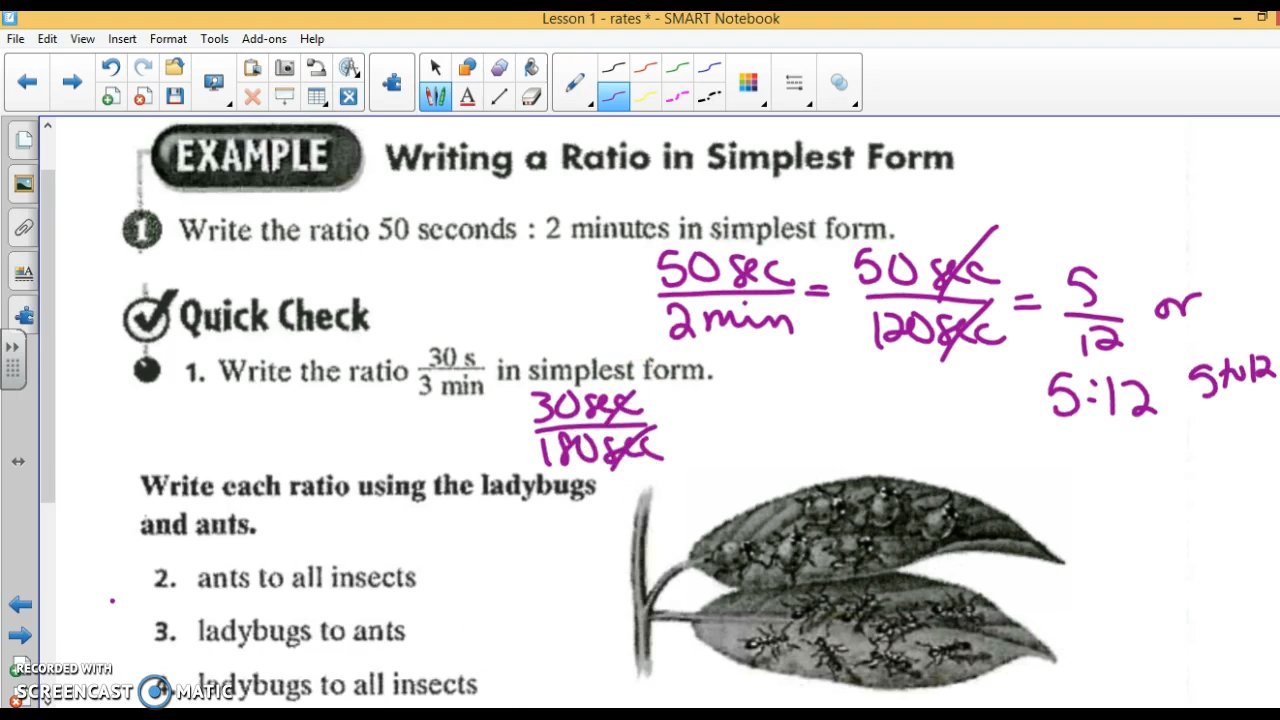 Lesson 1 - rates * - SMART Notebook
File Edit View Insert Format Tools Add-ons Help
EXAMPLE Writing a Ratio in Simplest Form
1 Write the ratio 50 seconds : 2 minutes in simplest form.
50 sec / 2 min = 50 sec / 120 sec = 5 / 12 or
5:12 5 to 12
Quick Check
1. Write the ratio 30 s / 3 min in simplest form.
30 sec / 180 sec
Write each ratio using the ladybugs
and ants.
2. ants to all insects
3. ladybugs to ants
ladybugs to all insects
RECORDED WITH
SCREENCAST MATIC